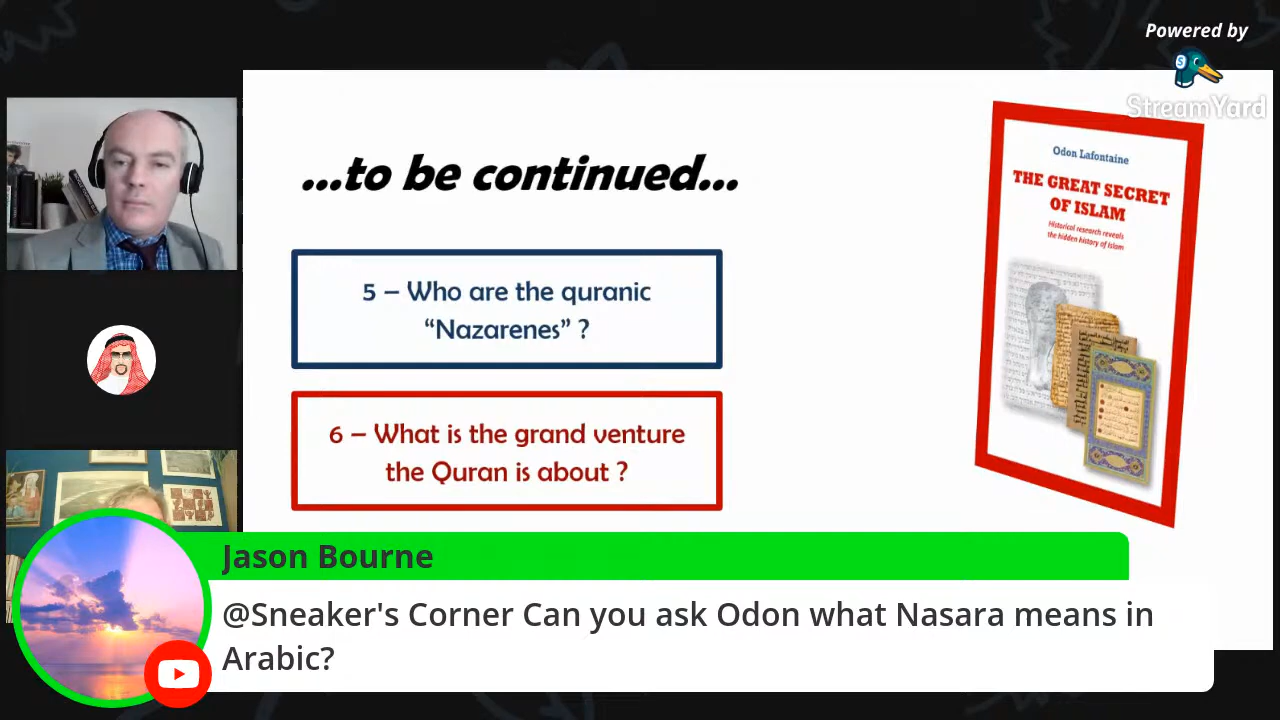 Powered by
StreamYard
...to be continued...
5 – Who are the quranic
“Nazarenes” ?
6 – What is the grand venture
the Quran is about ?
Odon Lafontaine
THE GREAT SECRET
OF ISLAM
Historical research reveals
the hidden history of Islam
Jason Bourne
@Sneaker's Corner Can you ask Odon what Nasara means in
Arabic?